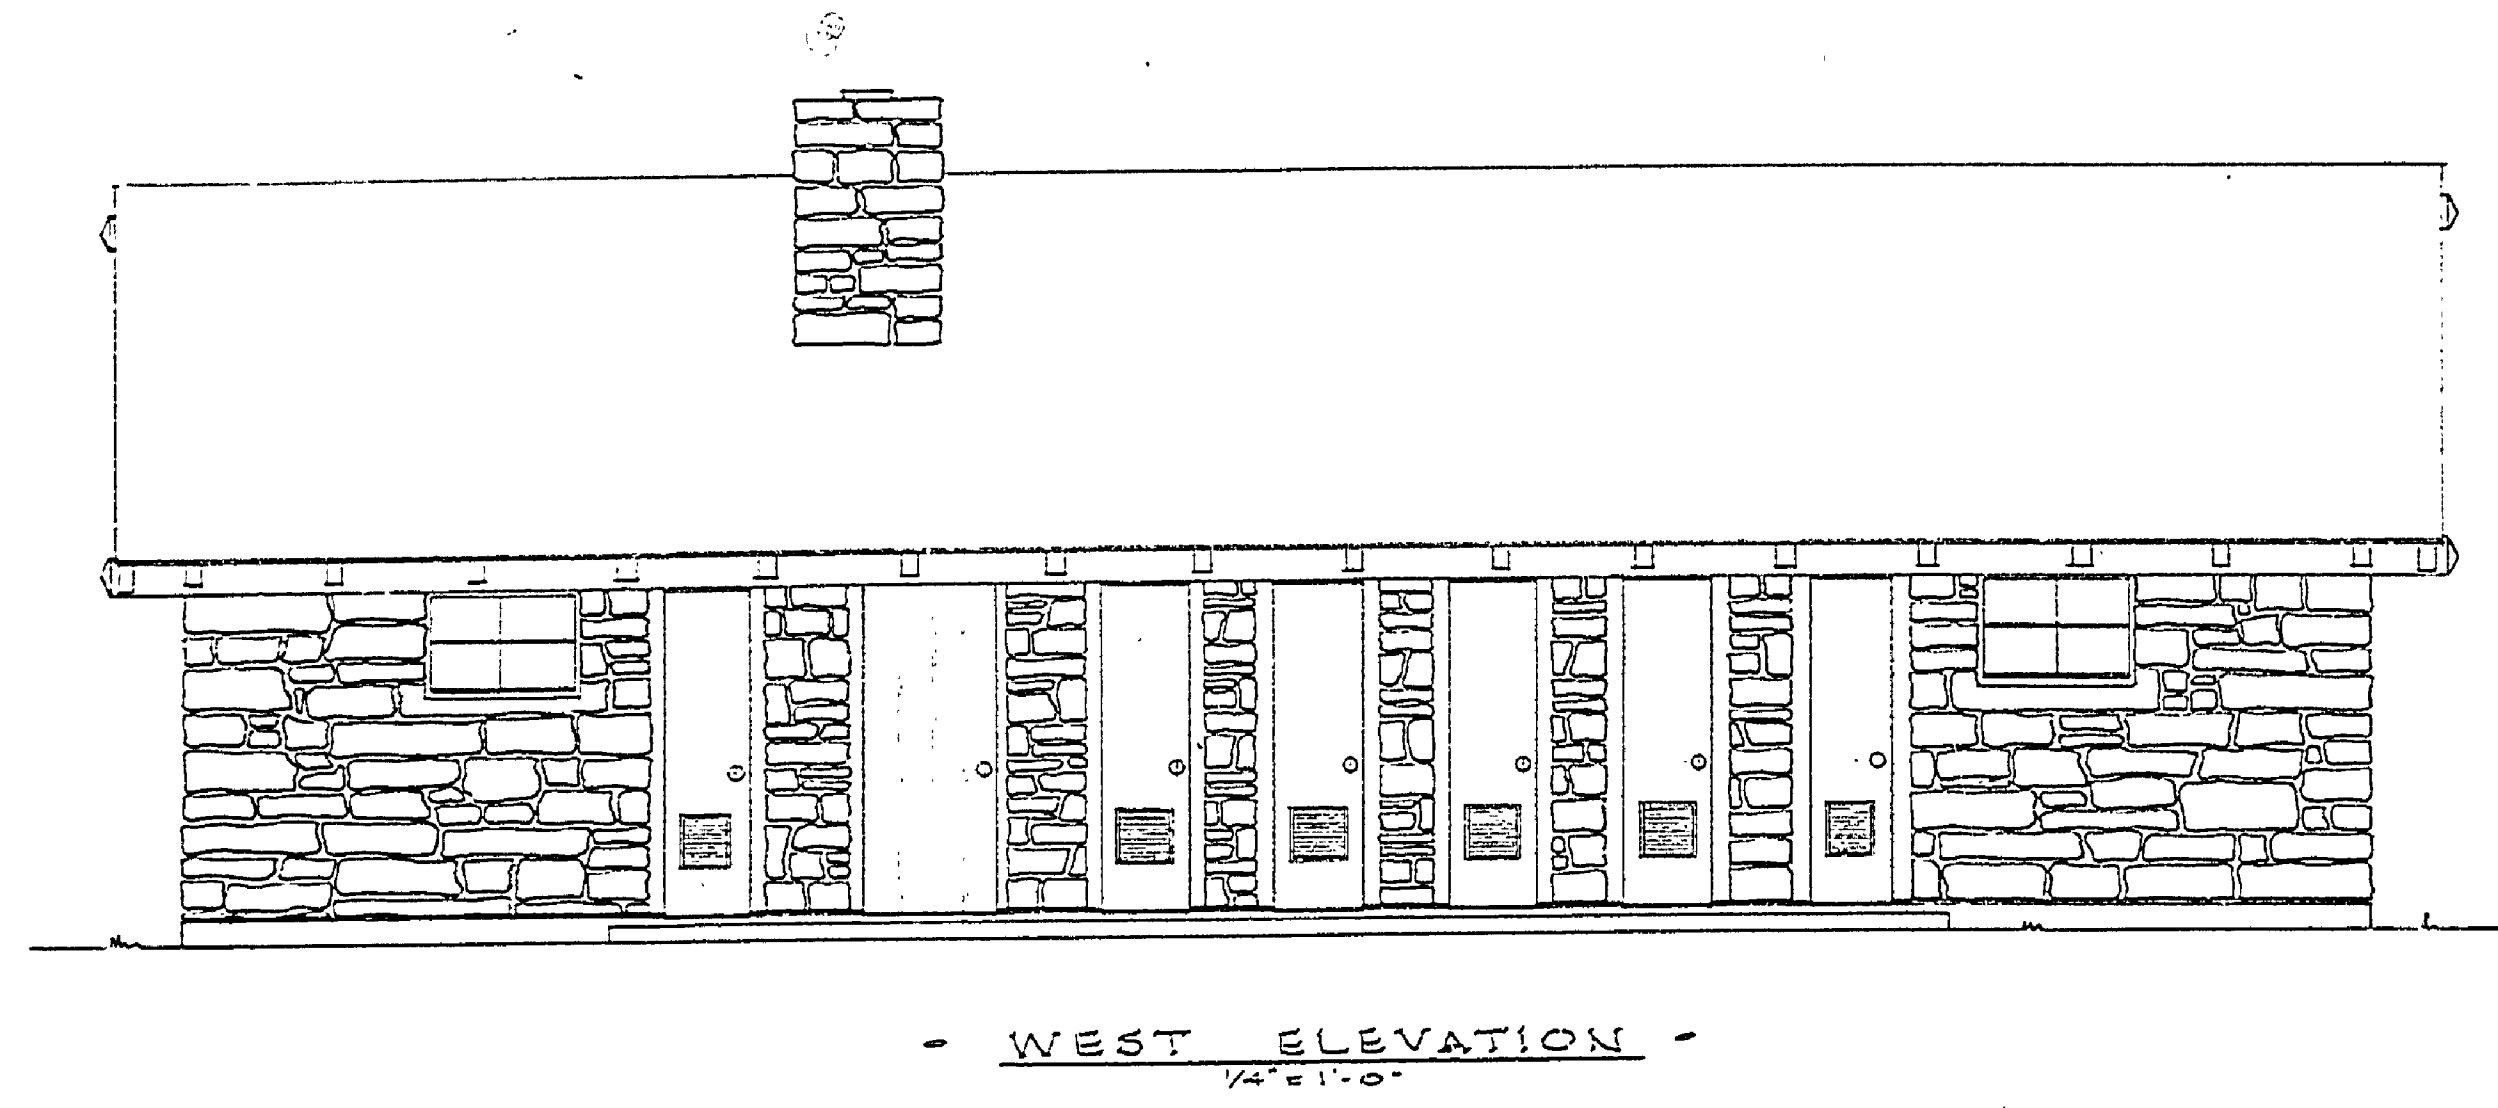 - WEST ELEVATION -
1/4" = 1'-0"